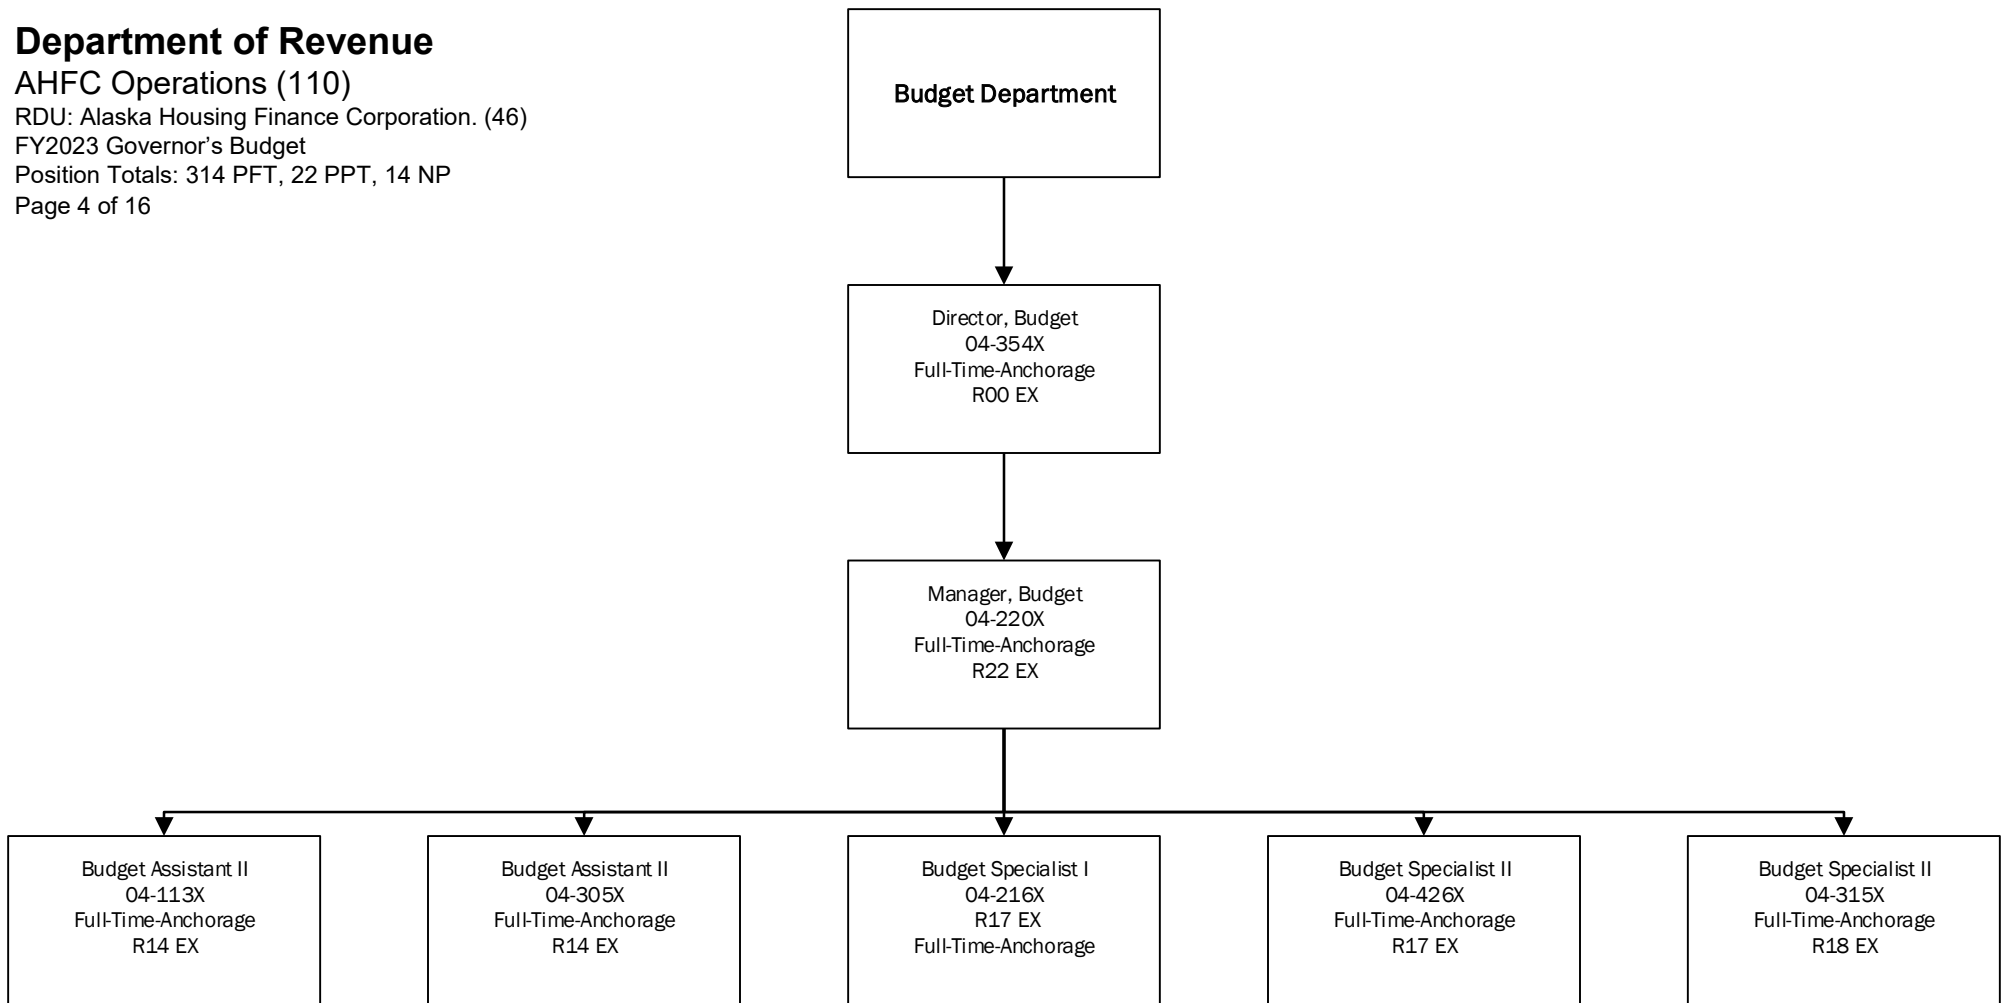 Department of Revenue
AHFC Operations (110)
RDU: Alaska Housing Finance Corporation. (46)
FY2023 Governor’s Budget
Position Totals: 314 PFT, 22 PPT, 14 NP
Page 4 of 16
Budget Department
Director, Budget
04-354X
Full-Time-Anchorage
R00 EX
Manager, Budget
04-220X
Full-Time-Anchorage
R22 EX
Budget Assistant II
04-113X
Full-Time-Anchorage
R14 EX
Budget Assistant II
04-305X
Full-Time-Anchorage
R14 EX
Budget Specialist I
04-216X
R17 EX
Full-Time-Anchorage
Budget Specialist II
04-426X
Full-Time-Anchorage
R17 EX
Budget Specialist II
04-315X
Full-Time-Anchorage
R18 EX